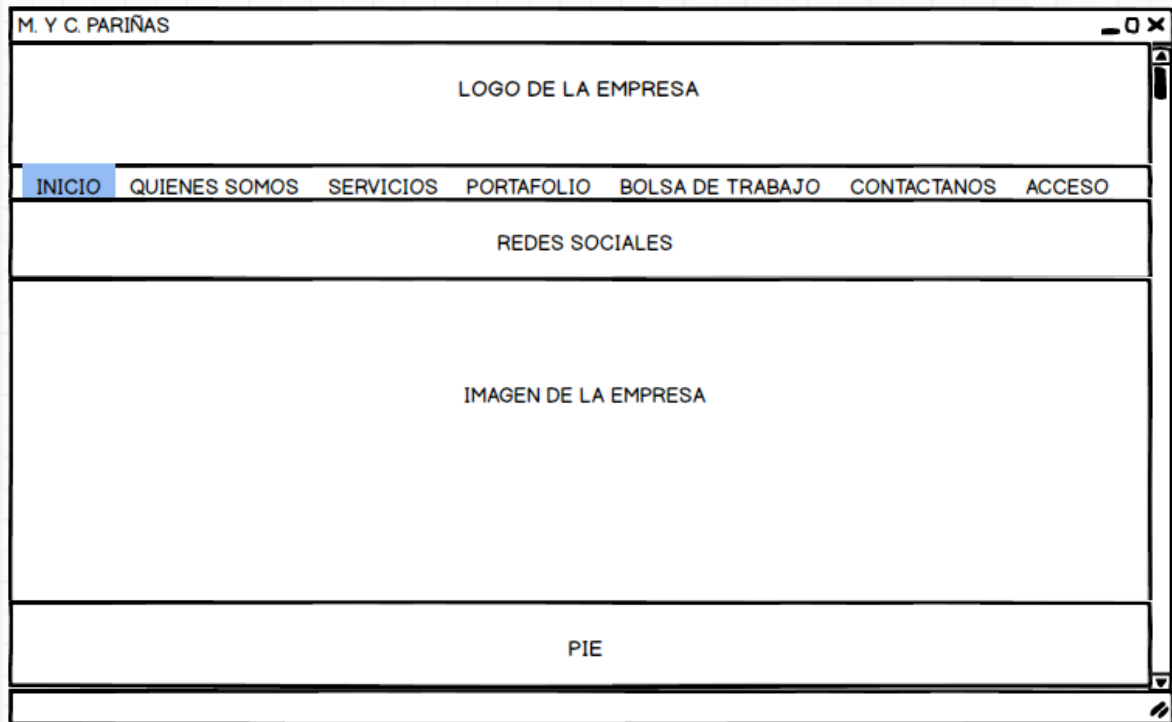 M. Y C. PARIÑAS
LOGO DE LA EMPRESA
INICIO QUIENES SOMOS SERVICIOS PORTAFOLIO BOLSA DE TRABAJO CONTACTANOS ACCESO
REDES SOCIALES
IMAGEN DE LA EMPRESA
PIE